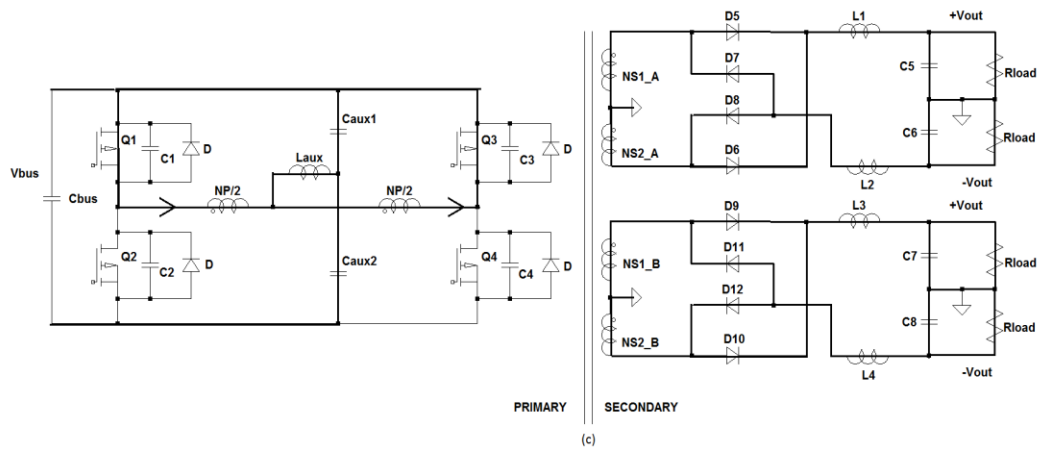 D5
L1
+Vout
D7
NS1_A
C5
Rload
D8
Caux1
Q1
C1
D
Q3
C3
D
Laux
C6
Rload
NS2_A
D6
Vbus
Cbus
NP/2
NP/2
L2
-Vout
D9
L3
+Vout
Q2
C2
D
Q4
C4
D
Caux2
D11
NS1_B
C7
Rload
D12
C8
Rload
NS2_B
D10
L4
-Vout
PRIMARY
SECONDARY
(c)